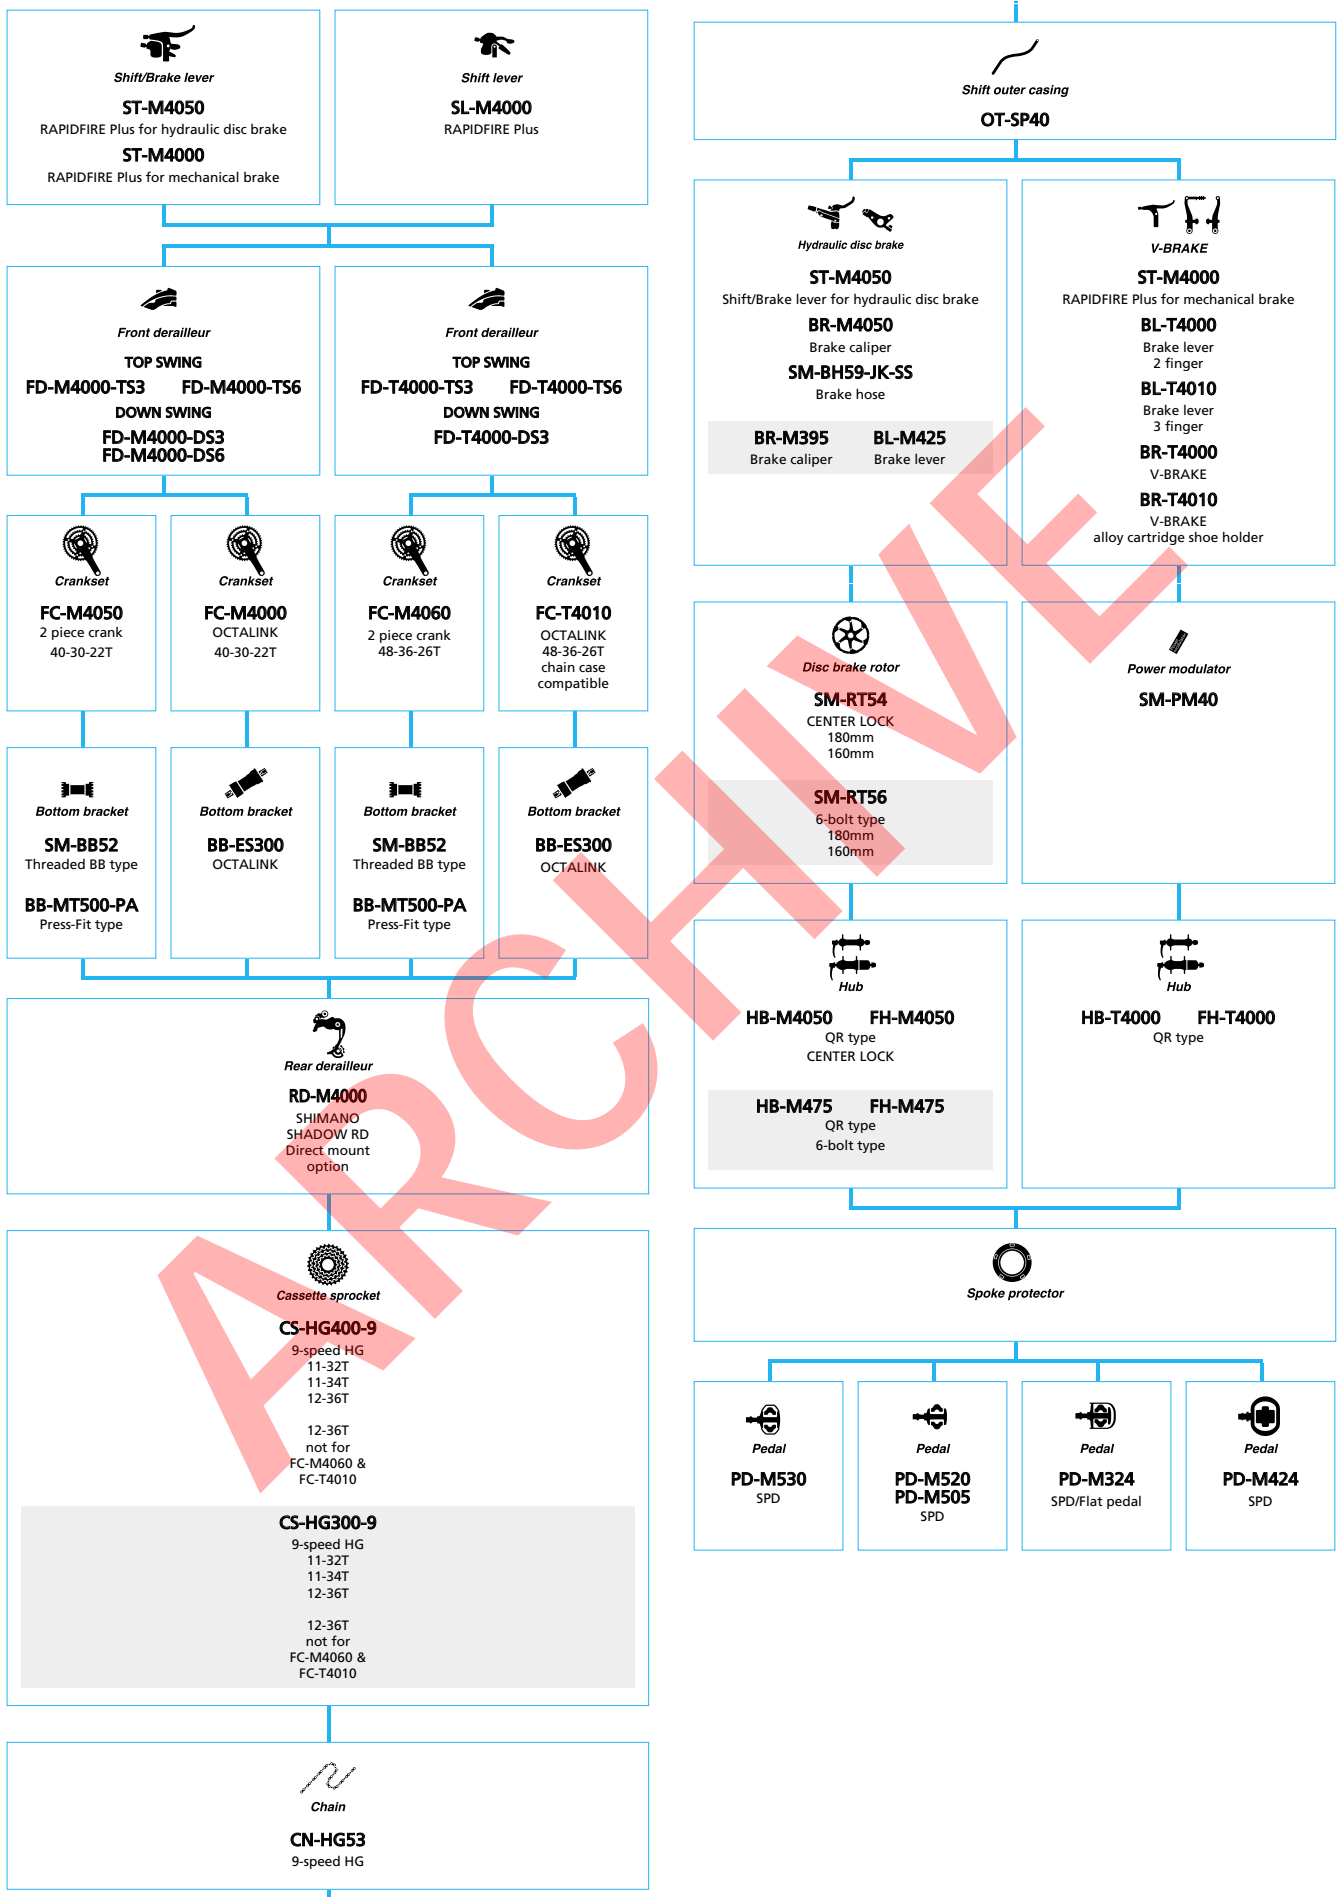 Shift/Brake lever
ST-M4050
RAPIDFIRE Plus for hydraulic disc brake
ST-M4000
RAPIDFIRE Plus for mechanical brake
Shift lever
SL-M4000
RAPIDFIRE Plus
Front derailleur
TOP SWING
FD-M4000-TS3 FD-M4000-TS6
DOWN SWING
FD-M4000-DS3
FD-M4000-DS6
Front derailleur
TOP SWING
FD-T4000-TS3 FD-T4000-TS6
DOWN SWING
FD-T4000-DS3
Crankset
FC-M4050
2 piece crank
40-30-22T
Crankset
FC-M4000
OCTALINK
40-30-22T
Crankset
FC-M4060
2 piece crank
48-36-26T
Crankset
FC-T4010
OCTALINK
48-36-26T
chain case
compatible
Bottom bracket
SM-BB52
Threaded BB type
BB-MT500-PA
Press-Fit type
Bottom bracket
BB-ES300
OCTALINK
Bottom bracket
SM-BB52
Threaded BB type
BB-MT500-PA
Press-Fit type
Bottom bracket
BB-ES300
OCTALINK
Rear derailleur
RD-M4000
SHIMANO
SHADOW RD
Direct mount
option
Cassette sprocket
CS-HG400-9
9-speed HG
11-32T
11-34T
12-36T
12-36T
not for
FC-M4060 &
FC-T4010
CS-HG300-9
9-speed HG
11-32T
11-34T
12-36T
12-36T
not for
FC-M4060 &
FC-T4010
Chain
CN-HG53
9-speed HG
Shift outer casing
OT-SP40
Hydraulic disc brake
ST-M4050
Shift/Brake lever for hydraulic disc brake
BR-M4050
Brake caliper
SM-BH59-JK-SS
Brake hose
BR-M395 BL-M425
Brake caliper Brake lever
V-BRAKE
ST-M4000
RAPIDFIRE Plus for mechanical brake
BL-T4000
Brake lever
2 finger
BL-T4010
Brake lever
3 finger
BR-T4000
V-BRAKE
BR-T4010
V-BRAKE
alloy cartridge shoe holder
Disc brake rotor
SM-RT54
CENTER LOCK
180mm
160mm
SM-RT56
6-bolt type
180mm
160mm
Power modulator
SM-PM40
Hub
HB-M4050 FH-M4050
QR type
CENTER LOCK
HB-M475 FH-M475
QR type
6-bolt type
Hub
HB-T4000 FH-T4000
QR type
Spoke protector
Pedal
PD-M530
SPD
Pedal
PD-M520
PD-M505
SPD
Pedal
PD-M324
SPD/Flat pedal
Pedal
PD-M424
SPD
ARCHIVE